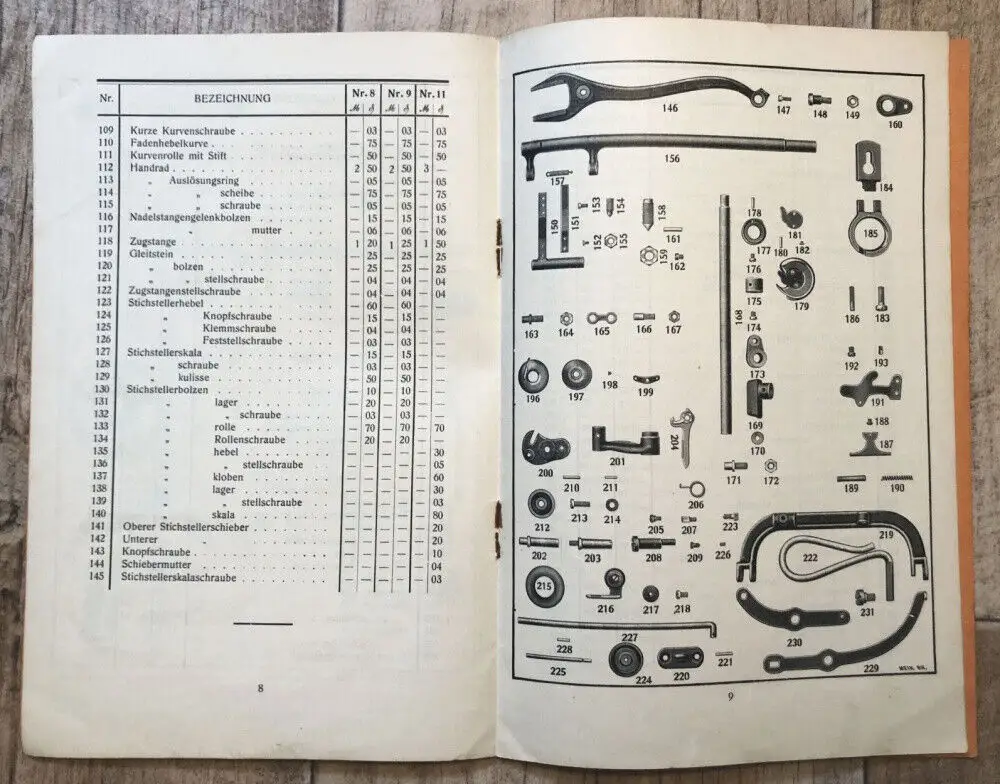 Nr. BEZEICHNUNG Nr. 8 Nr. 9 Nr. 11
ℳ ₰ ℳ ₰ ℳ ₰
109 Kurze Kurvenschraube . . . . . . . . — 03 — 03 — 03
110 Fadenhebelkurve . . . . . . . . — 75 — 75 — 75
111 Kurvenrolle mit Stift . . . . . . . . — 50 — 50 — 50
112 Handrad . . . . . . . . 2 50 2 50 3 —
113 „ Auslösungsring . . . . . . . . — 05 — 05 — 05
114 „ „ scheibe . . . . . . — 75 — 75 — 75
115 „ „ schraube . . . . . . — 05 — 05 — 05
116 Nadelstangengelenkbolzen . . . . . . — 15 — 15 — 15
117 „ mutter . . . . — 06 — 06 — 06
118 Zugstange . . . . . . . . 1 20 1 25 1 50
119 Gleitstein . . . . . . . . — 25 — 25 — 25
120 „ bolzen . . . . . . . . — 25 — 25 — 25
121 „ „ stellschraube . . . . . . — 04 — 04 — 04
122 Zugstangenstellschraube . . . . . . — 04 — 04 — 04
123 Stichstellerhebel . . . . . . . . — 60 — 60 — —
124 „ Knopfschraube . . . . — 15 — 15 — —
125 „ Klemmschraube . . . . — 04 — 04 — —
126 „ Feststellschraube . . . — 03 — 03 — —
127 Stichstellerskala . . . . . . . . — 15 — 15 — —
128 „ schraube . . . . . . — 03 — 03 — —
129 „ kulisse . . . . . . — 50 — 50 — —
130 Stichstellerbolzen . . . . . . . . — 10 — 10 — —
131 „ lager . . . . . . — 20 — 20 — —
132 „ „ schraube . . . . — 03 — 03 — —
133 „ rolle . . . . . . — 70 — 70 — 70
134 „ Rollenschraube . . . . — 20 — 20 — —
135 „ hebel . . . . . . — — — — — 30
136 „ „ stellschraube . . . — — — — — 05
137 „ kloben . . . . . . — — — — — 60
138 „ lager . . . . . . — — — — — 30
139 „ „ stellschraube . . . — — — — — 03
140 „ skala . . . . . . — — — — — 80
141 Oberer Stichstellerschieber . . . . . . — — — — — 20
142 Unterer „ . . . . . . — — — — — 20
143 Knopfschraube . . . . . . . . — — — — — 10
144 Schiebermutter . . . . . . . . — — — — — 04
145 Stichstellerskalaschraube . . . . . . — — — — — 03
8
146 147 148 149 160
156
157 184
150 151 153 154 158 178 181
152 155 161 177 180 182 185
159 162 176
175 179
168 186 183
163 164 165 166 167 174
173 192 193
196 197 198 199 191
169 188
200 201 204 170 187
171 172
210 211 206 189 190
212 213 214 205 207 223 219
202 203 208 209 226 222
215 216 217 218 231
227 230
228
225 224 220 221 229
WEIN. BR.
9